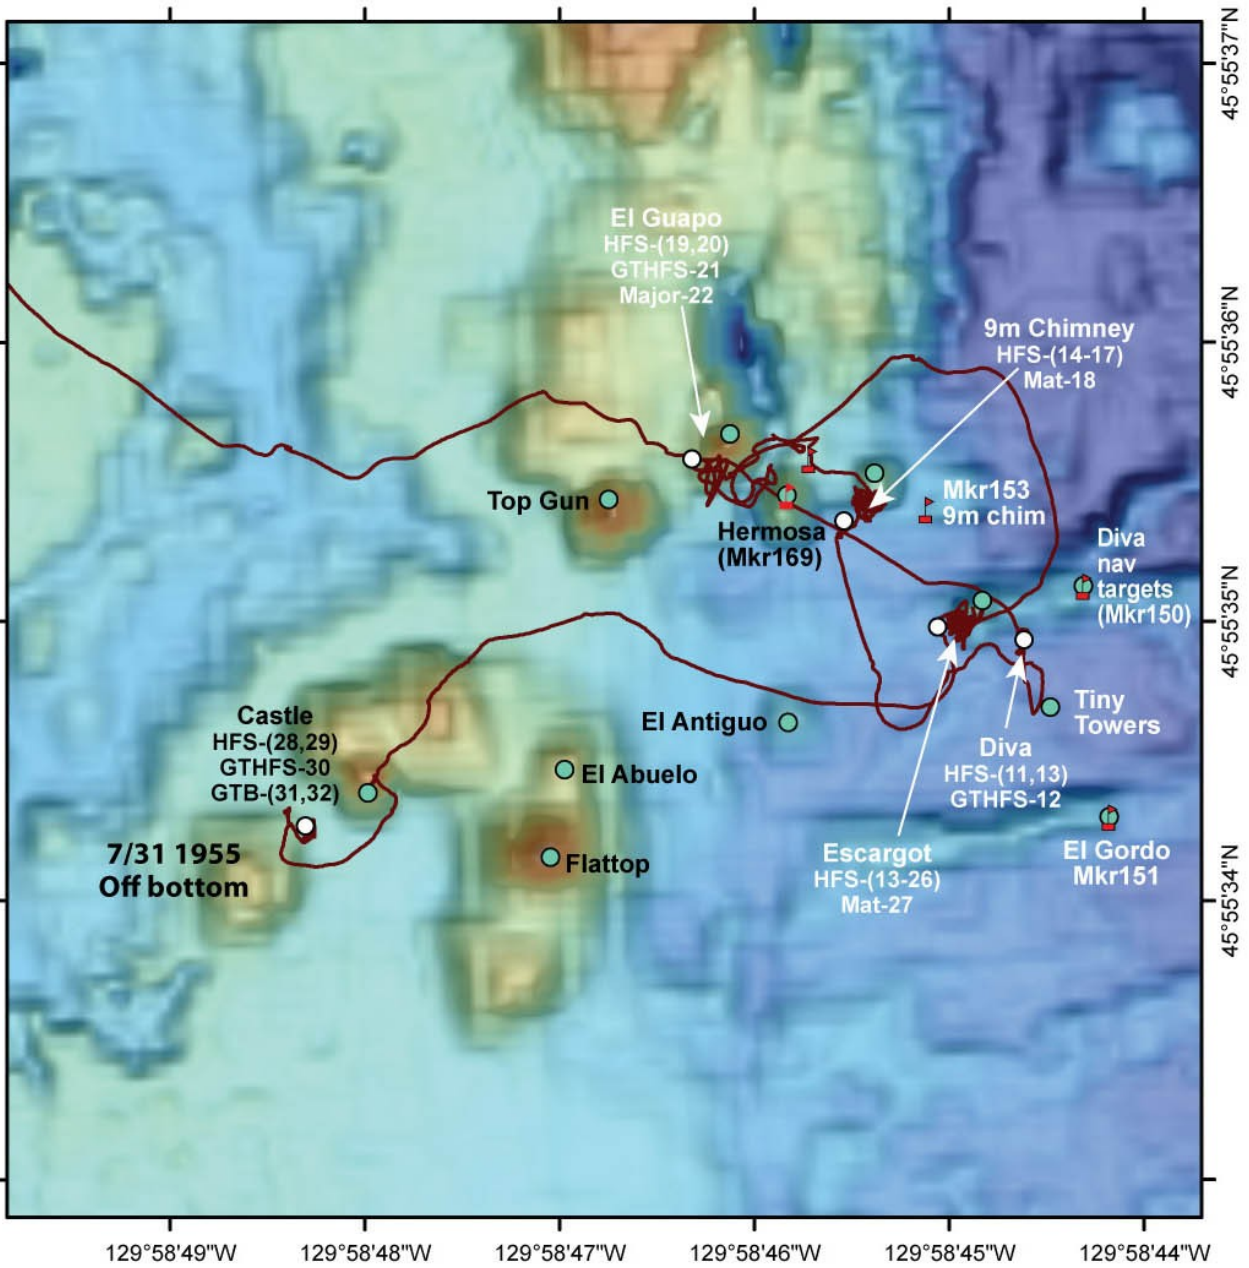 El Guapo
HFS-(19,20)
GTHFS-21
Major-22
9m Chimney
HFS-(14-17)
Mat-18
Top Gun
Hermosa
(Mkr169)
Mkr153
9m chim
Diva
nav
targets
(Mkr150)
El Antiguo
Tiny
Towers
Castle
HFS-(28,29)
GTHFS-30
GTB-(31,32)
El Abuelo
Diva
HFS-(11,13)
GTHFS-12
7/31 1955
Off bottom
Flattop
Escargot
HFS-(13-26)
Mat-27
El Gordo
Mkr151
45°55'37"N
45°55'36"N
45°55'35"N
45°55'34"N
129°58'49"W
129°58'48"W
129°58'47"W
129°58'46"W
129°58'45"W
129°58'44"W